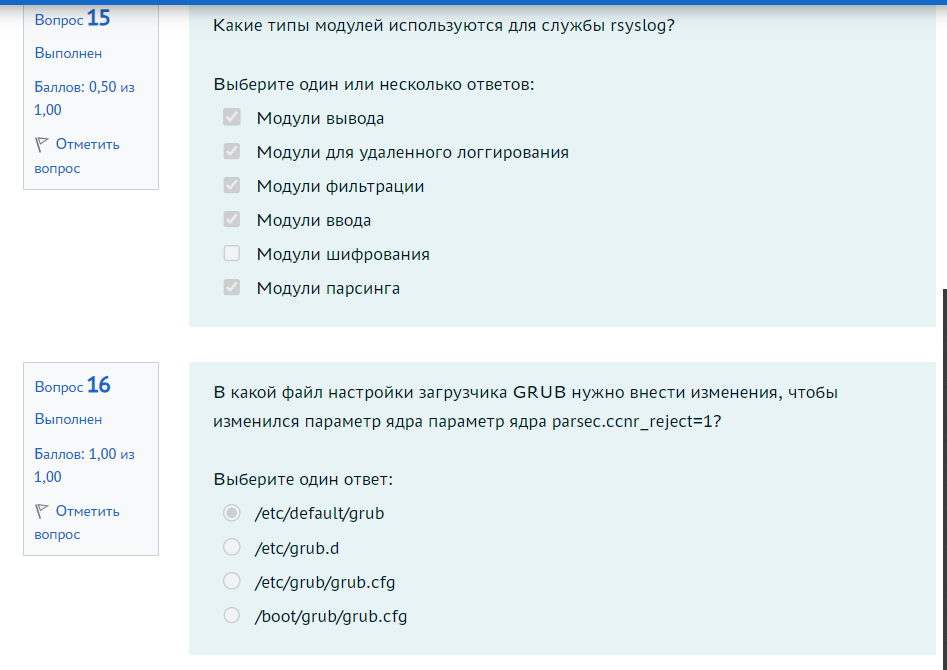 Вопрос 15
Выполнен
Баллов: 0,50 из
1,00
Отметить
вопрос
Какие типы модулей используются для службы rsyslog?
Выберите один или несколько ответов:
Модули вывода
Модули для удаленного логгирования
Модули фильтрации
Модули ввода
Модули шифрования
Модули парсинга
Вопрос 16
Выполнен
Баллов: 1,00 из
1,00
Отметить
вопрос
В какой файл настройки загрузчика GRUB нужно внести изменения, чтобы
изменился параметр ядра параметр ядра parsec.ccnr_reject=1?
Выберите один ответ:
/etc/default/grub
/etc/grub.d
/etc/grub/grub.cfg
/boot/grub/grub.cfg